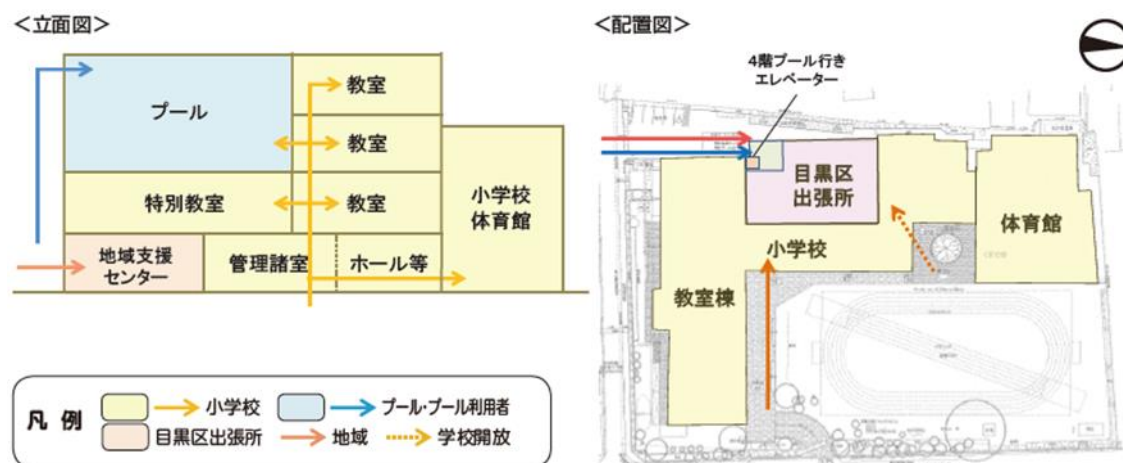 ＜立面図＞
プール
教室
教室
特別教室
教室
小学校
体育館
地域支援
センター
管理諸室
ホール等
凡 例
小学校
プール・プール利用者
目黒区出張所
地域
学校開放
＜配置図＞
4階プール行き
エレベーター
目黒区
出張所
小学校
体育館
教室棟